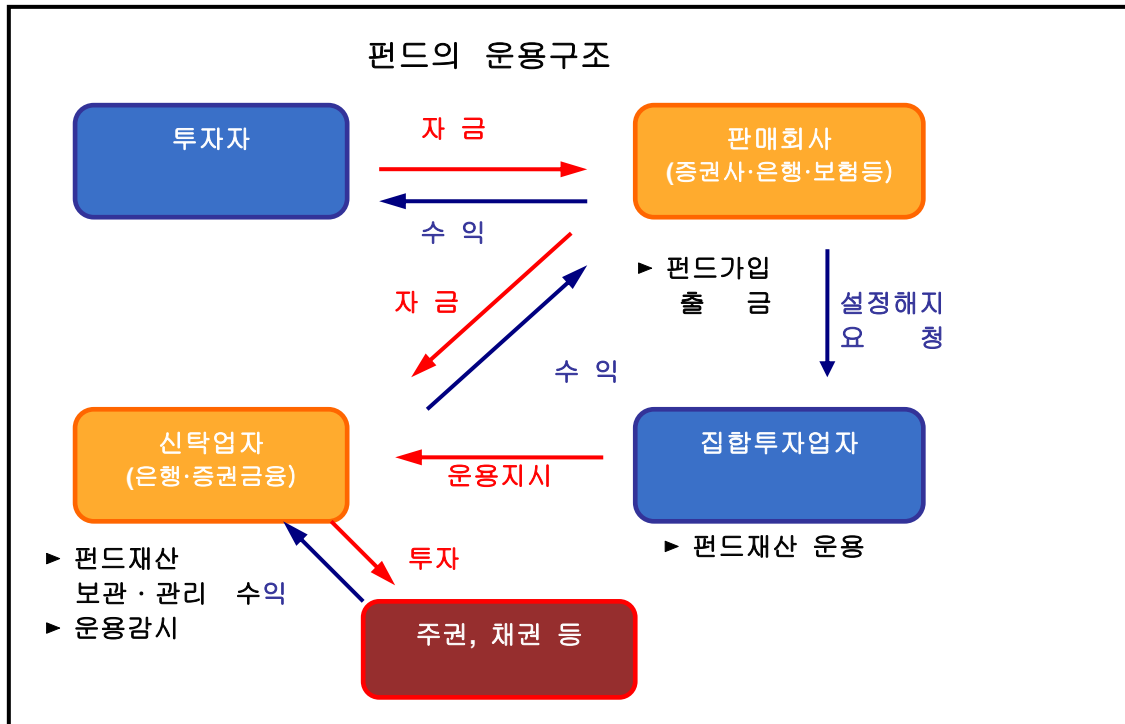 펀드의 운용구조
투자자
자 금
판매회사
(증권사·은행·보험등)
수 익
자 금
► 펀드가입
출 금
설정해지
요 청
수 익
신탁업자
(은행·증권금융)
운용지시
집합투자업자
► 펀드재산 운용
► 펀드재산
보관·관리
수익
► 운용감시
투자
주권, 채권 등